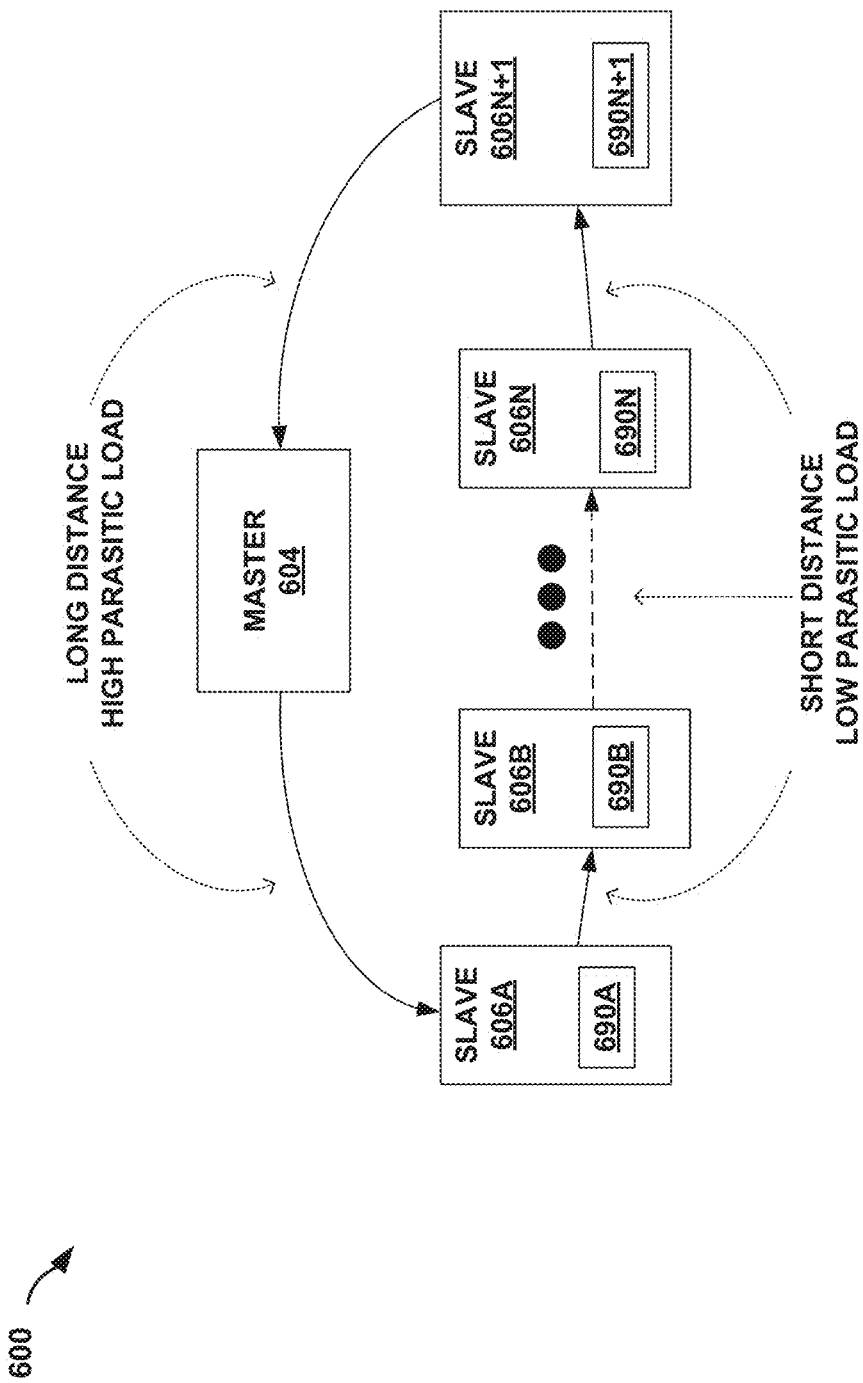 600
LONG DISTANCE
HIGH PARASITIC LOAD
MASTER
604
SLAVE
606A
690A
SLAVE
606B
690B
SLAVE
606N
690N
SLAVE
606N+1
690N+1
SHORT DISTANCE
LOW PARASITIC LOAD